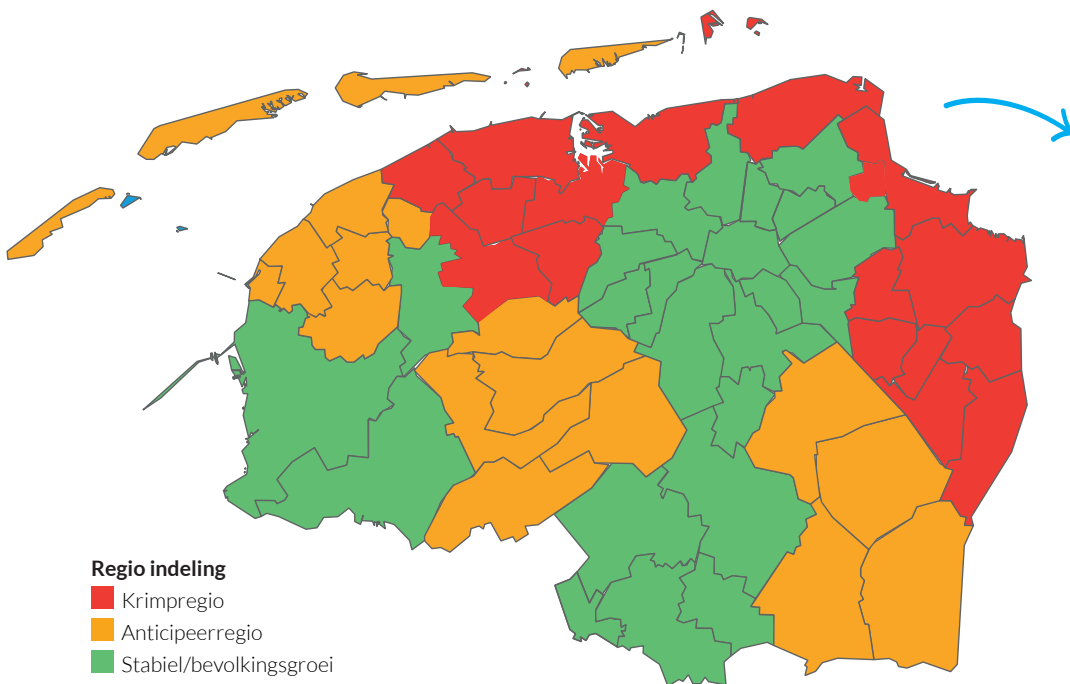 Regio indeling
Krimpregio
Anticipeerregio
Stabiel/bevolkingsgroei